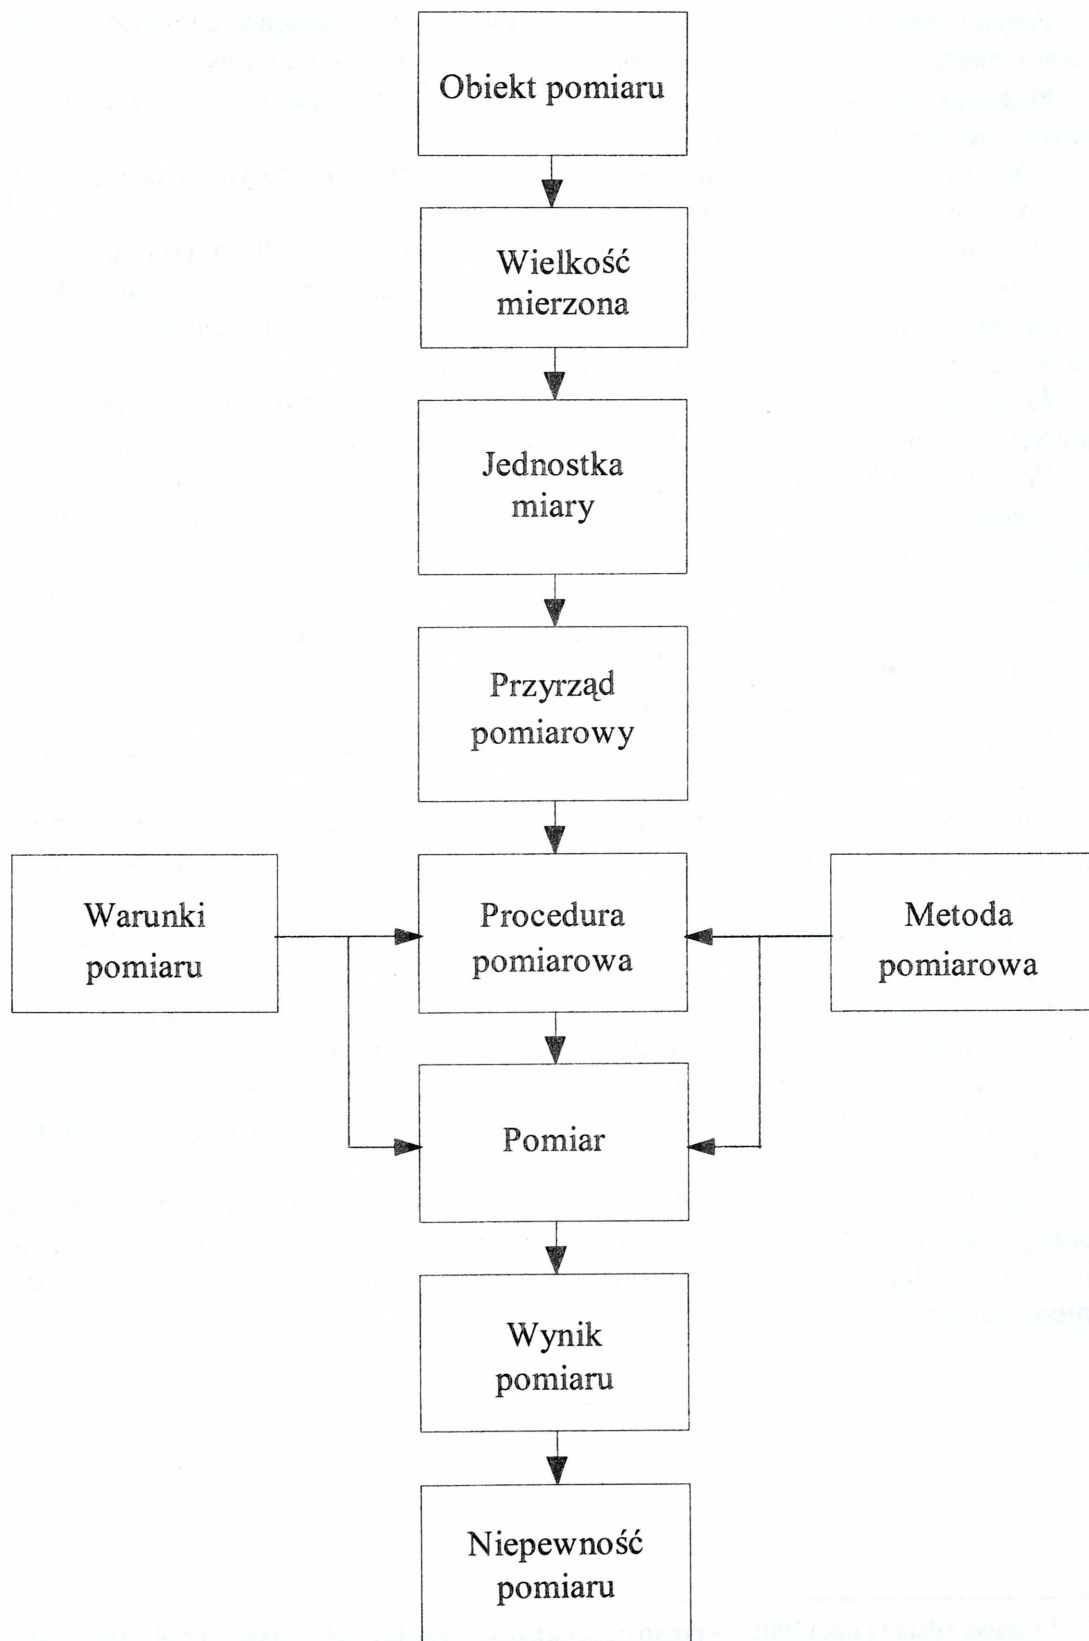 Obiekt pomiaru
Wielkość
mierzona
Jednostka
miary
Przyrząd
pomiarowy
Warunki
pomiaru
Procedura
pomiarowa
Metoda
pomiarowa
Pomiar
Wynik
pomiaru
Niepewność
pomiaru